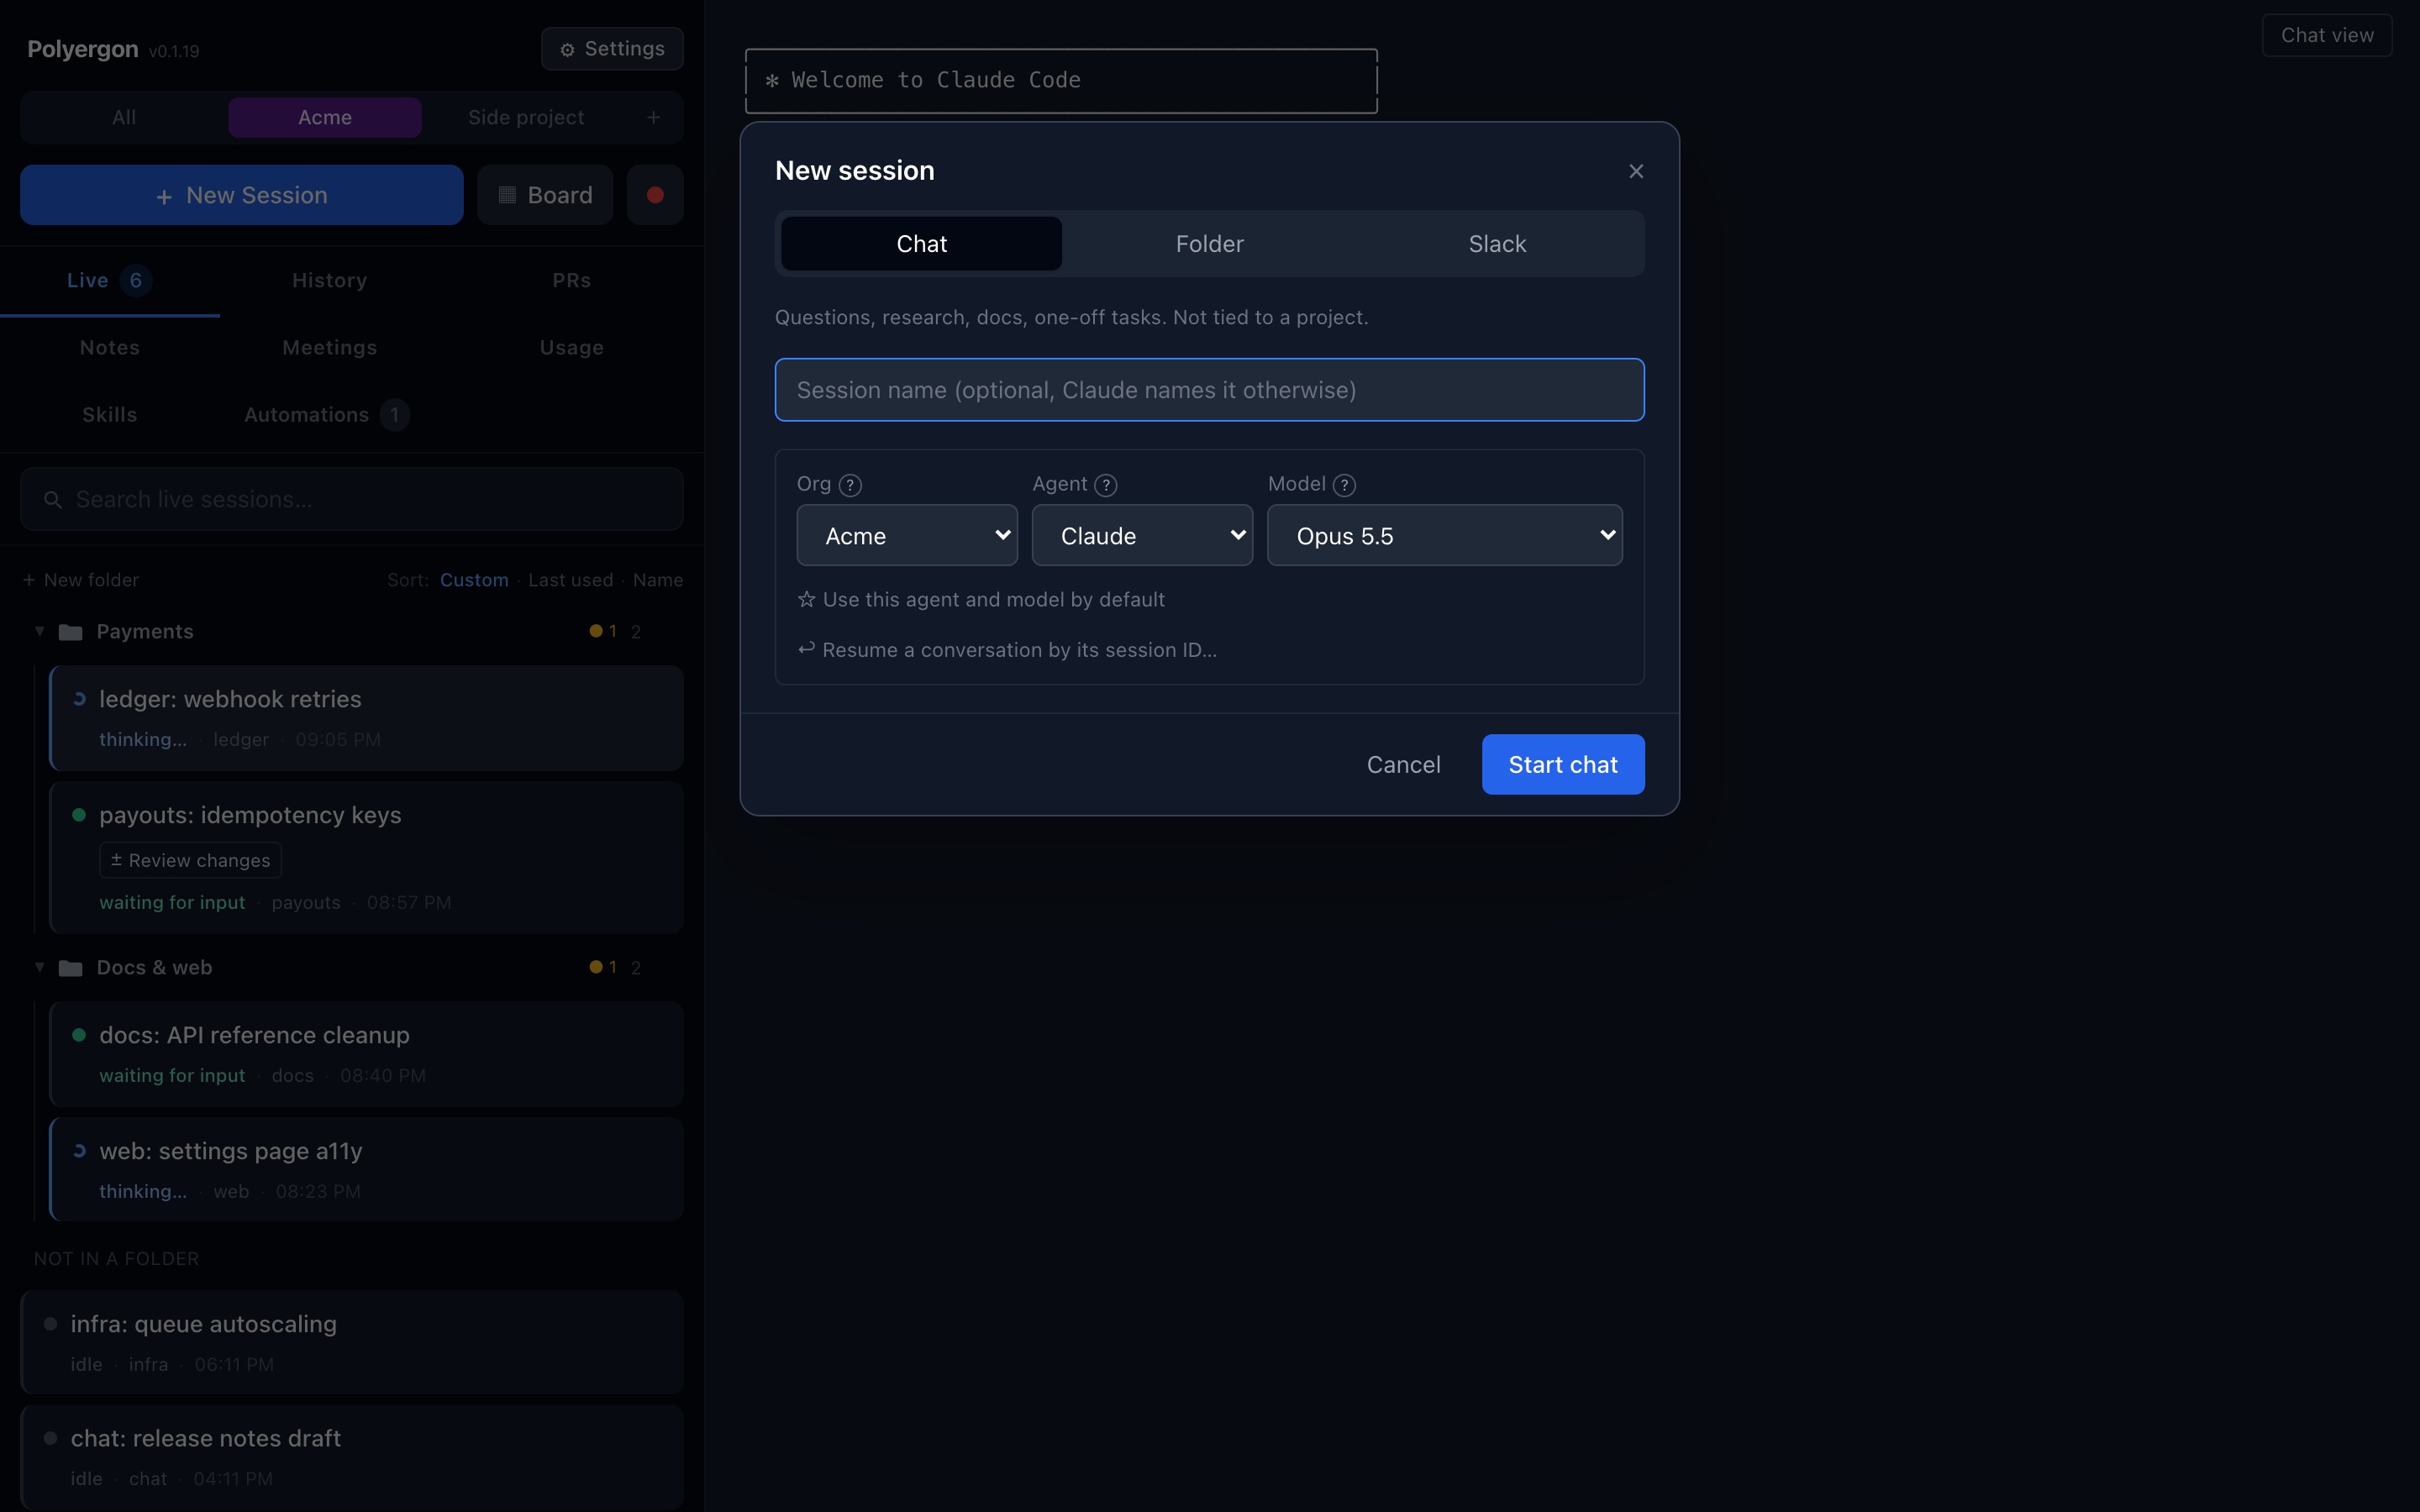 Polyergon v0.1.19
⚙ Settings
All
Acme
Side project
+
+ New Session
Board
Live 6
History
PRs
Notes
Meetings
Usage
Skills
Automations 1
Search live sessions...
+ New folder
Sort: Custom · Last used · Name
▼ Payments 1 2
ledger: webhook retries
thinking... · ledger · 09:05 PM
payouts: idempotency keys
± Review changes
waiting for input · payouts · 08:57 PM
▼ Docs & web 1 2
docs: API reference cleanup
waiting for input · docs · 08:40 PM
web: settings page a11y
thinking... · web · 08:23 PM
NOT IN A FOLDER
infra: queue autoscaling
idle · infra · 06:11 PM
chat: release notes draft
idle · chat · 04:11 PM
Chat view
✻ Welcome to Claude Code
New session
×
Chat
Folder
Slack
Questions, research, docs, one-off tasks. Not tied to a project.
Session name (optional, Claude names it otherwise)
Org ?
Agent ?
Model ?
Acme
Claude
Opus 5.5
☆ Use this agent and model by default
↩ Resume a conversation by its session ID...
Cancel
Start chat